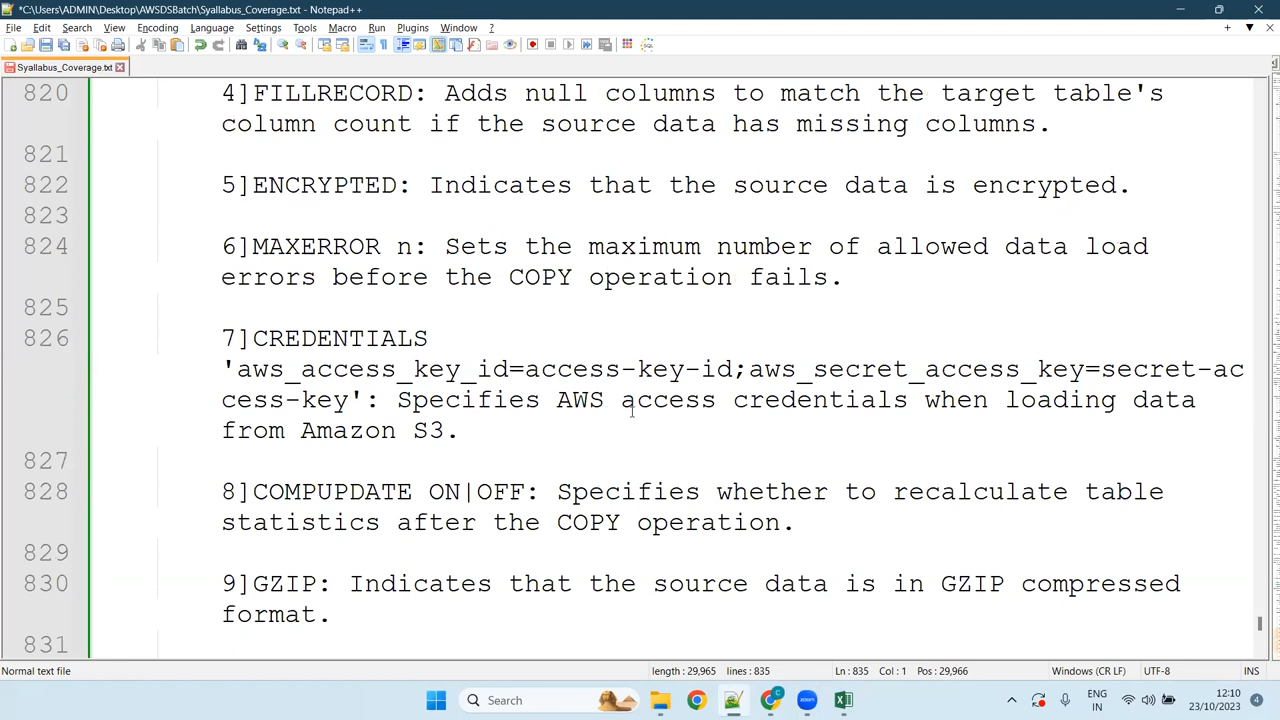 *C:\Users\ADMIN\Desktop\AWSDSBatch\Syallabus_Coverage.txt - Notepad++
File Edit Search View Encoding Language Settings Tools Macro Run Plugins Window ?
Syallabus_Coverage.txt
820 4]FILLRECORD: Adds null columns to match the target table's
column count if the source data has missing columns.
821
822 5]ENCRYPTED: Indicates that the source data is encrypted.
823
824 6]MAXERROR n: Sets the maximum number of allowed data load
errors before the COPY operation fails.
825
826 7]CREDENTIALS
'aws_access_key_id=access-key-id;aws_secret_access_key=secret-ac
cess-key': Specifies AWS access credentials when loading data
from Amazon S3.
827
828 8]COMPUPDATE ON|OFF: Specifies whether to recalculate table
statistics after the COPY operation.
829
830 9]GZIP: Indicates that the source data is in GZIP compressed
format.
831
Normal text file length : 29,965 lines : 835 Ln : 835 Col : 1 Pos : 29,966 Windows (CR LF) UTF-8 INS
Search
ENG
IN
12:10
23/10/2023
4